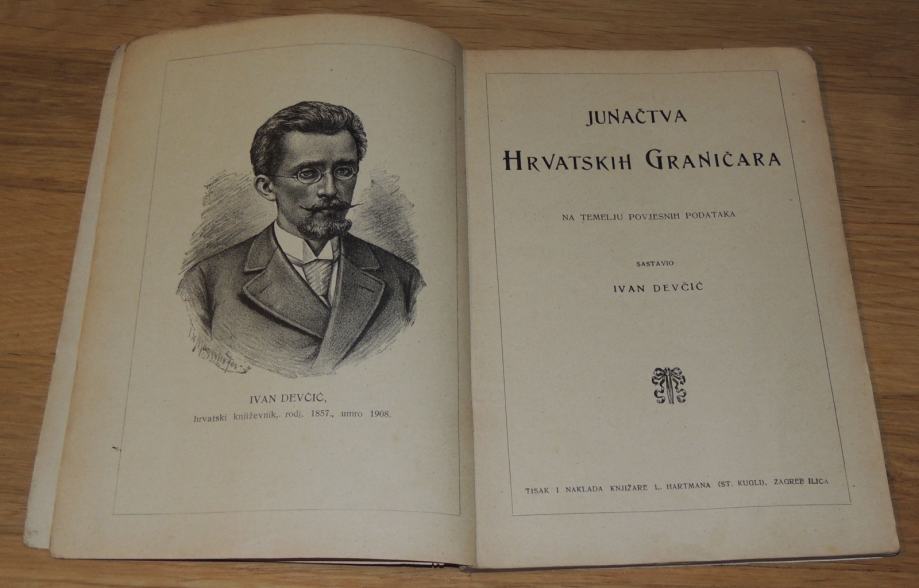 IVAN DEVČIĆ,
hrvatski književnik, rodj. 1857., umro 1908.
JUNAČTVA
HRVATSKIH GRANIČARA
NA TEMELJU POVJESNIH PODATAKA
SASTAVIO
IVAN DEVČIĆ
TISAK I NAKLADA KNJIŽARE L. HARTMANA (ST. KUGLI), ZAGREB ILICA